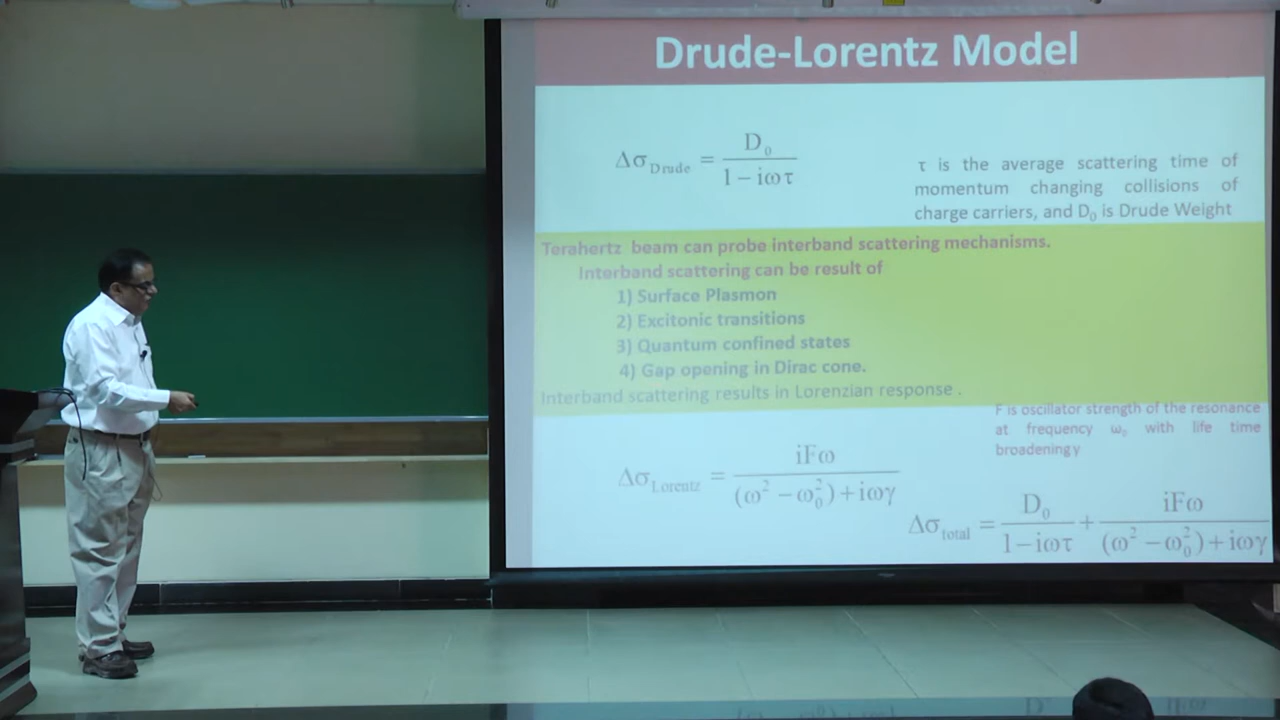 Drude-Lorentz Model
Δσ_Drude = D₀ / (1 − iωτ)
τ is the average scattering time of
momentum changing collisions of
charge carriers, and D₀ is Drude Weight
Terahertz beam can probe interband scattering mechanisms.
Interband scattering can be result of
1) Surface Plasmon
2) Excitonic transitions
3) Quantum confined states
4) Gap opening in Dirac cone.
Interband scattering results in Lorenzian response .
F is oscillator strength of the resonance
at frequency ω₀ with life time
broadeningγ
Δσ_Lorentz = iFω / ((ω² − ω₀²) + iωγ)
Δσ_total = D₀ / (1 − iωτ) + iFω / ((ω² − ω₀²) + iωγ)